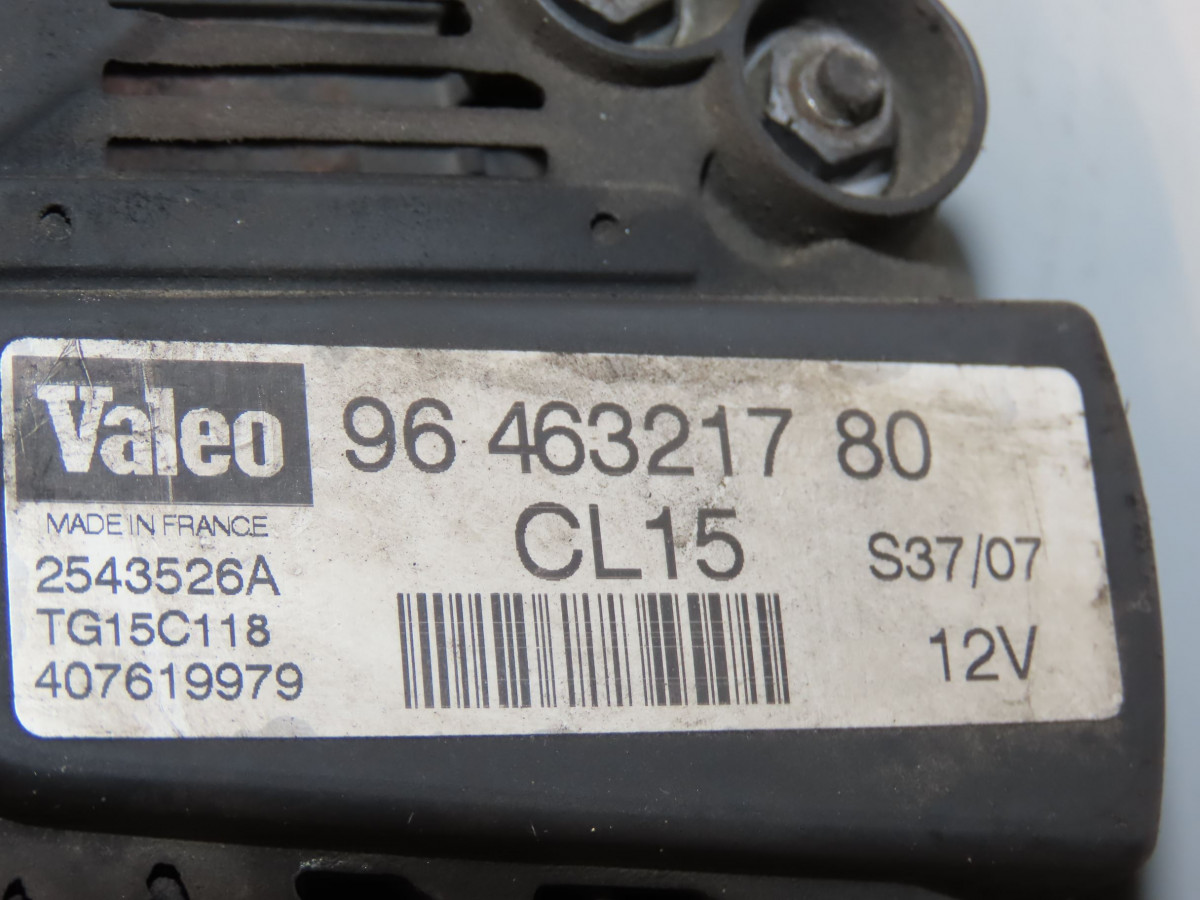 Valeo 96 463217 80
MADE IN FRANCE CL15
2543526A S37/07
TG15C118 12V
407619979